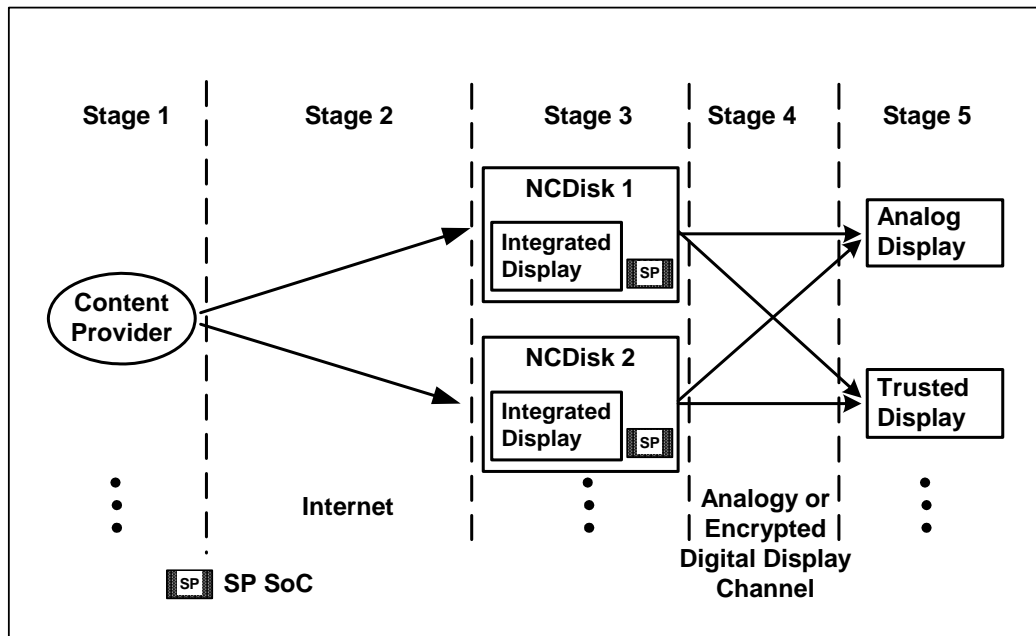 Stage 1
Stage 2
Stage 3
Stage 4
Stage 5
NCDisk 1
Integrated
Display
SP
Analog
Display
Content
Provider
NCDisk 2
Integrated
Display
SP
Trusted
Display
Internet
Analogy or
Encrypted
Digital Display
Channel
SP
SP SoC